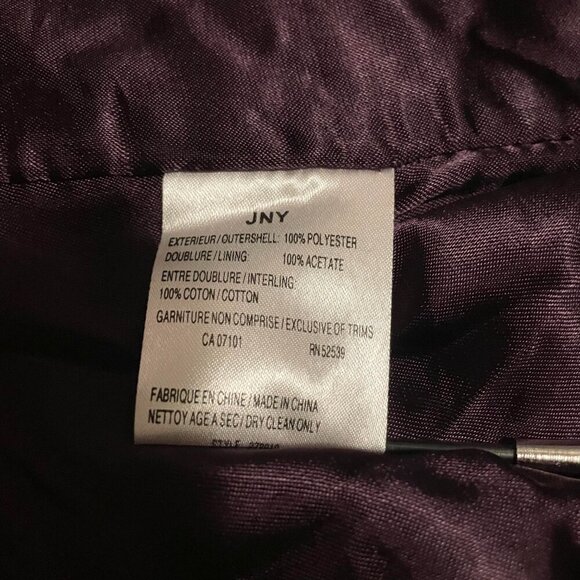 JNY
EXTERIEUR/OUTERSHELL: 100% POLYESTER
DOUBLURE/LINING: 100% ACETATE
ENTRE DOUBLURE/INTERLING:
100% COTON/COTTON
GARNITURE NON COMPRISE/EXCLUSIVE OF TRIMS
CA 07101 RN 52539
FABRIQUE EN CHINE/MADE IN CHINA
NETTOY AGE A SEC/DRY CLEAN ONLY